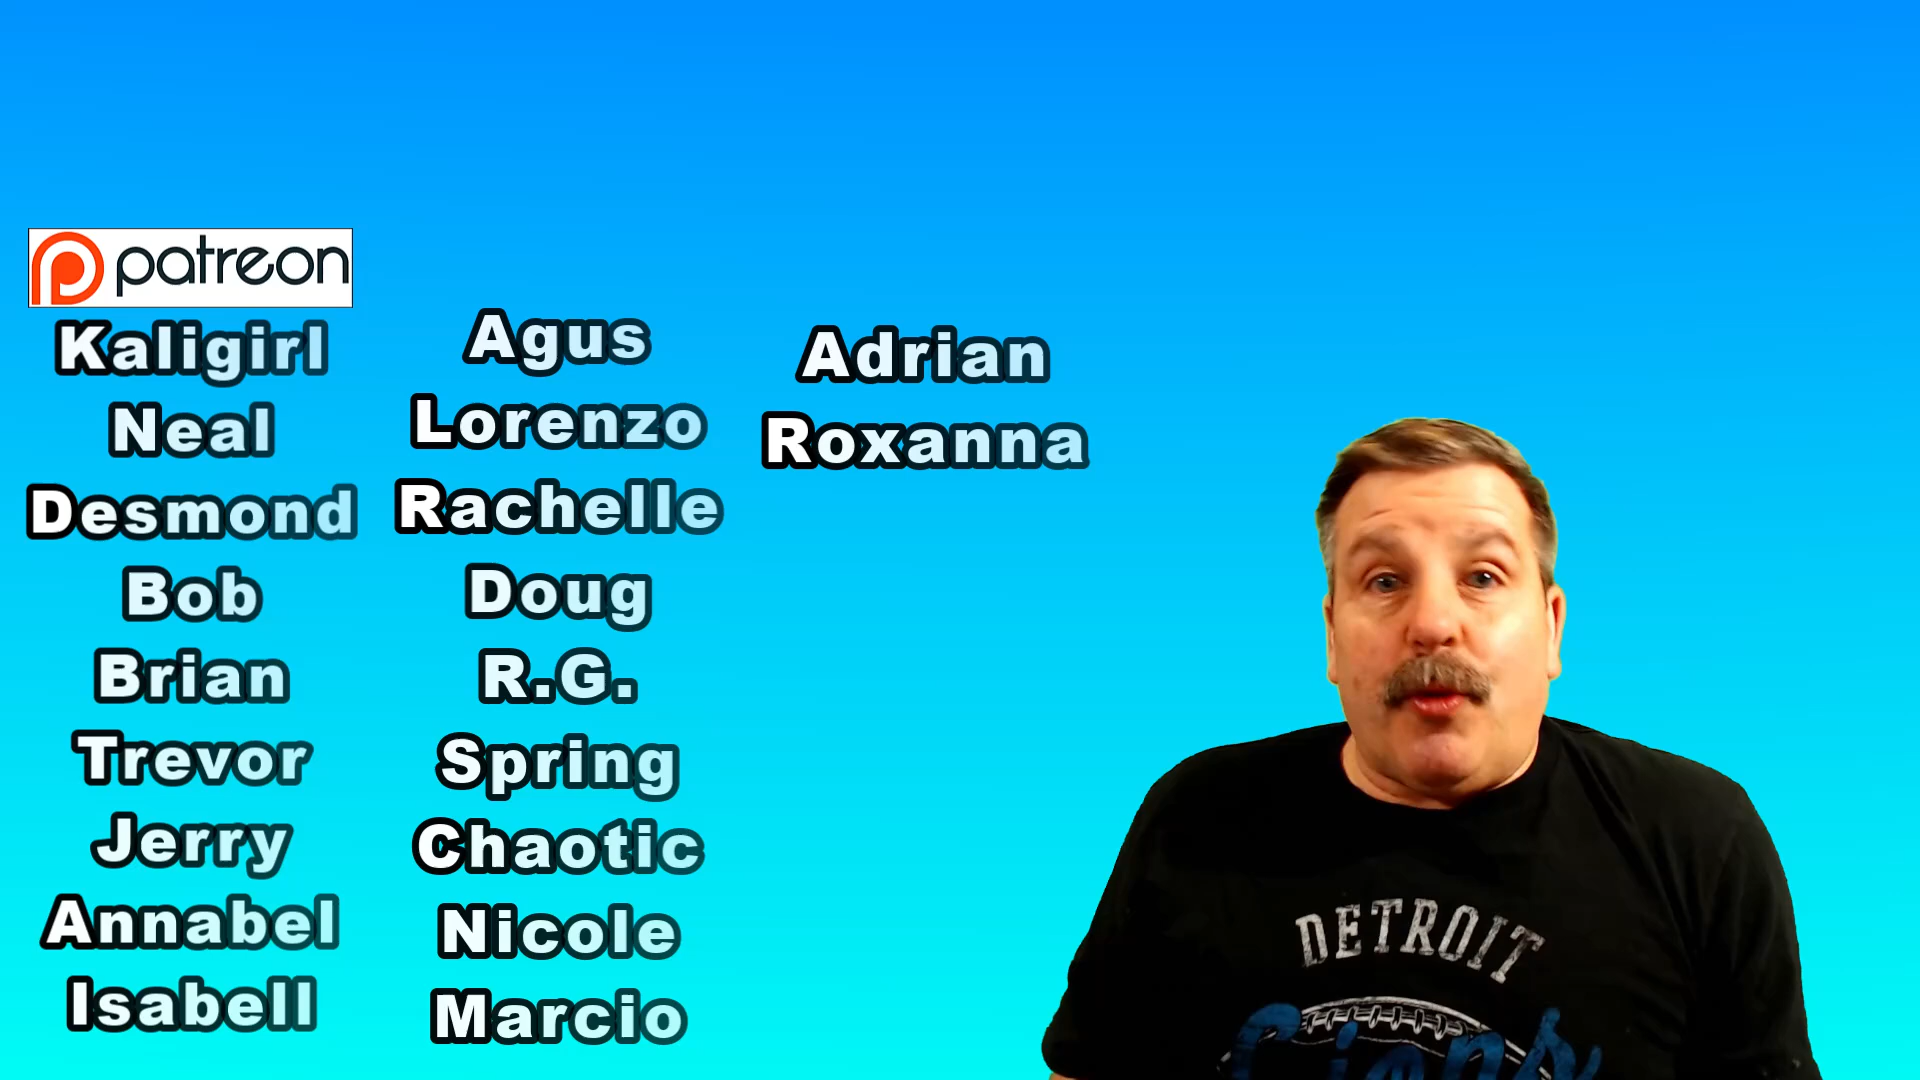 patreon
Kaligirl
Neal
Desmond
Bob
Brian
Trevor
Jerry
Annabel
Isabell
Agus
Lorenzo
Rachelle
Doug
R.G.
Spring
Chaotic
Nicole
Marcio
Adrian
Roxanna
DETROIT
Lions